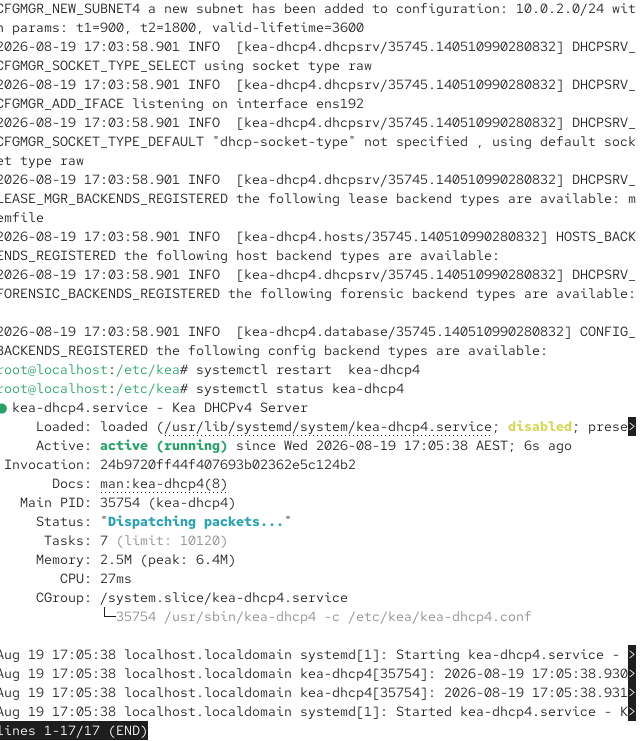 CFGMGR_NEW_SUBNET4 a new subnet has been added to configuration: 10.0.2.0/24 wit
h params: t1=900, t2=1800, valid-lifetime=3600
2026-08-19 17:03:58.901 INFO  [kea-dhcp4.dhcpsrv/35745.140510990280832] DHCPSRV_
CFGMGR_SOCKET_TYPE_SELECT using socket type raw
2026-08-19 17:03:58.901 INFO  [kea-dhcp4.dhcpsrv/35745.140510990280832] DHCPSRV_
CFGMGR_ADD_IFACE listening on interface ens192
2026-08-19 17:03:58.901 INFO  [kea-dhcp4.dhcpsrv/35745.140510990280832] DHCPSRV_
CFGMGR_SOCKET_TYPE_DEFAULT "dhcp-socket-type" not specified , using default sock
et type raw
2026-08-19 17:03:58.901 INFO  [kea-dhcp4.dhcpsrv/35745.140510990280832] DHCPSRV_
LEASE_MGR_BACKENDS_REGISTERED the following lease backend types are available: m
emfile
2026-08-19 17:03:58.901 INFO  [kea-dhcp4.hosts/35745.140510990280832] HOSTS_BACK
ENDS_REGISTERED the following host backend types are available:
2026-08-19 17:03:58.901 INFO  [kea-dhcp4.dhcpsrv/35745.140510990280832] DHCPSRV_
FORENSIC_BACKENDS_REGISTERED the following forensic backend types are available:
2026-08-19 17:03:58.901 INFO  [kea-dhcp4.database/35745.140510990280832] CONFIG_
BACKENDS_REGISTERED the following config backend types are available:
root@localhost:/etc/kea# systemctl restart  kea-dhcp4
root@localhost:/etc/kea# systemctl status kea-dhcp4
● kea-dhcp4.service - Kea DHCPv4 Server
Loaded: loaded (/usr/lib/systemd/system/kea-dhcp4.service; disabled; prese>
Active: active (running) since Wed 2026-08-19 17:05:38 AEST; 6s ago
Invocation: 24b9720ff44f407693b02362e5c124b2
Docs: man:kea-dhcp4(8)
Main PID: 35754 (kea-dhcp4)
Status: "Dispatching packets..."
Tasks: 7 (limit: 10120)
Memory: 2.5M (peak: 6.4M)
CPU: 27ms
CGroup: /system.slice/kea-dhcp4.service
└─35754 /usr/sbin/kea-dhcp4 -c /etc/kea/kea-dhcp4.conf
Aug 19 17:05:38 localhost.localdomain systemd[1]: Starting kea-dhcp4.service - >
Aug 19 17:05:38 localhost.localdomain kea-dhcp4[35754]: 2026-08-19 17:05:38.930>
Aug 19 17:05:38 localhost.localdomain kea-dhcp4[35754]: 2026-08-19 17:05:38.931>
Aug 19 17:05:38 localhost.localdomain systemd[1]: Started kea-dhcp4.service - K>
lines 1-17/17 (END)